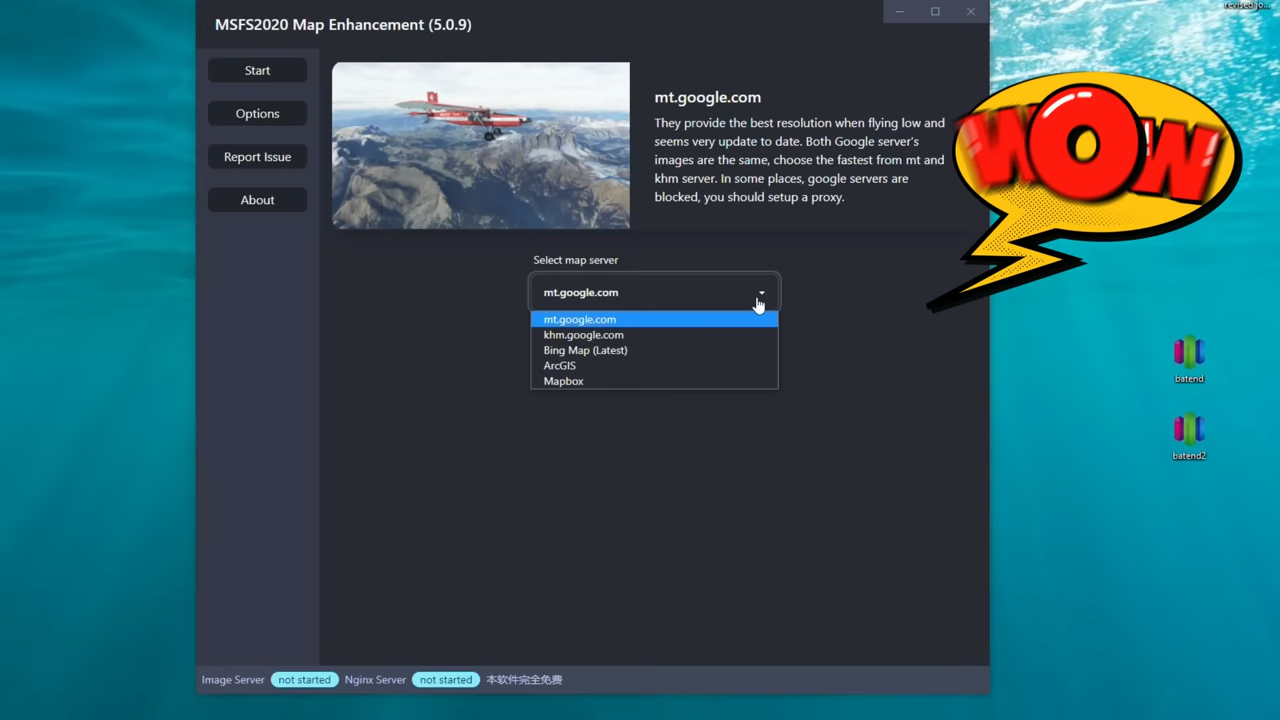 revised jo...
MSFS2020 Map Enhancement (5.0.9)
Start
Options
Report Issue
About
mt.google.com
They provide the best resolution when flying low and
seems very update to date. Both Google server's
images are the same, choose the fastest from mt and
khm server. In some places, google servers are
blocked, you should setup a proxy.
WOW
Select map server
mt.google.com
mt.google.com
khm.google.com
Bing Map (Latest)
ArcGIS
Mapbox
batend
batend2
Image Server not started Nginx Server not started 本软件完全免费